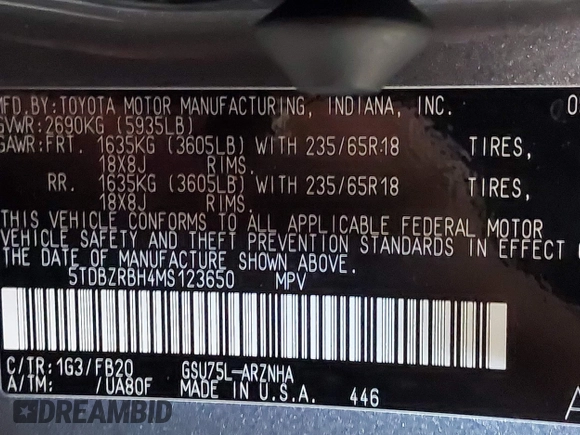 MFD.BY:TOYOTA MOTOR MANUFACTURING, INDIANA, INC.
GVWR:2690KG (5935LB)
GAWR:FRT. 1635KG (3605LB) WITH 235/65R18 TIRES,
18X8J RIMS.
RR. 1635KG (3605LB) WITH 235/65R18 TIRES,
18X8J RIMS.
THIS VEHICLE CONFORMS TO ALL APPLICABLE FEDERAL MOTOR
VEHICLE SAFETY AND THEFT PREVENTION STANDARDS IN EFFECT
THE DATE OF MANUFACTURE SHOWN ABOVE.
5TDBZRBH4MS123650 MPV
C/TR:1G3/FB20 GSU75L-ARZNHA
A/TM: /UA80F MADE IN U.S.A. 446
DREAMBID